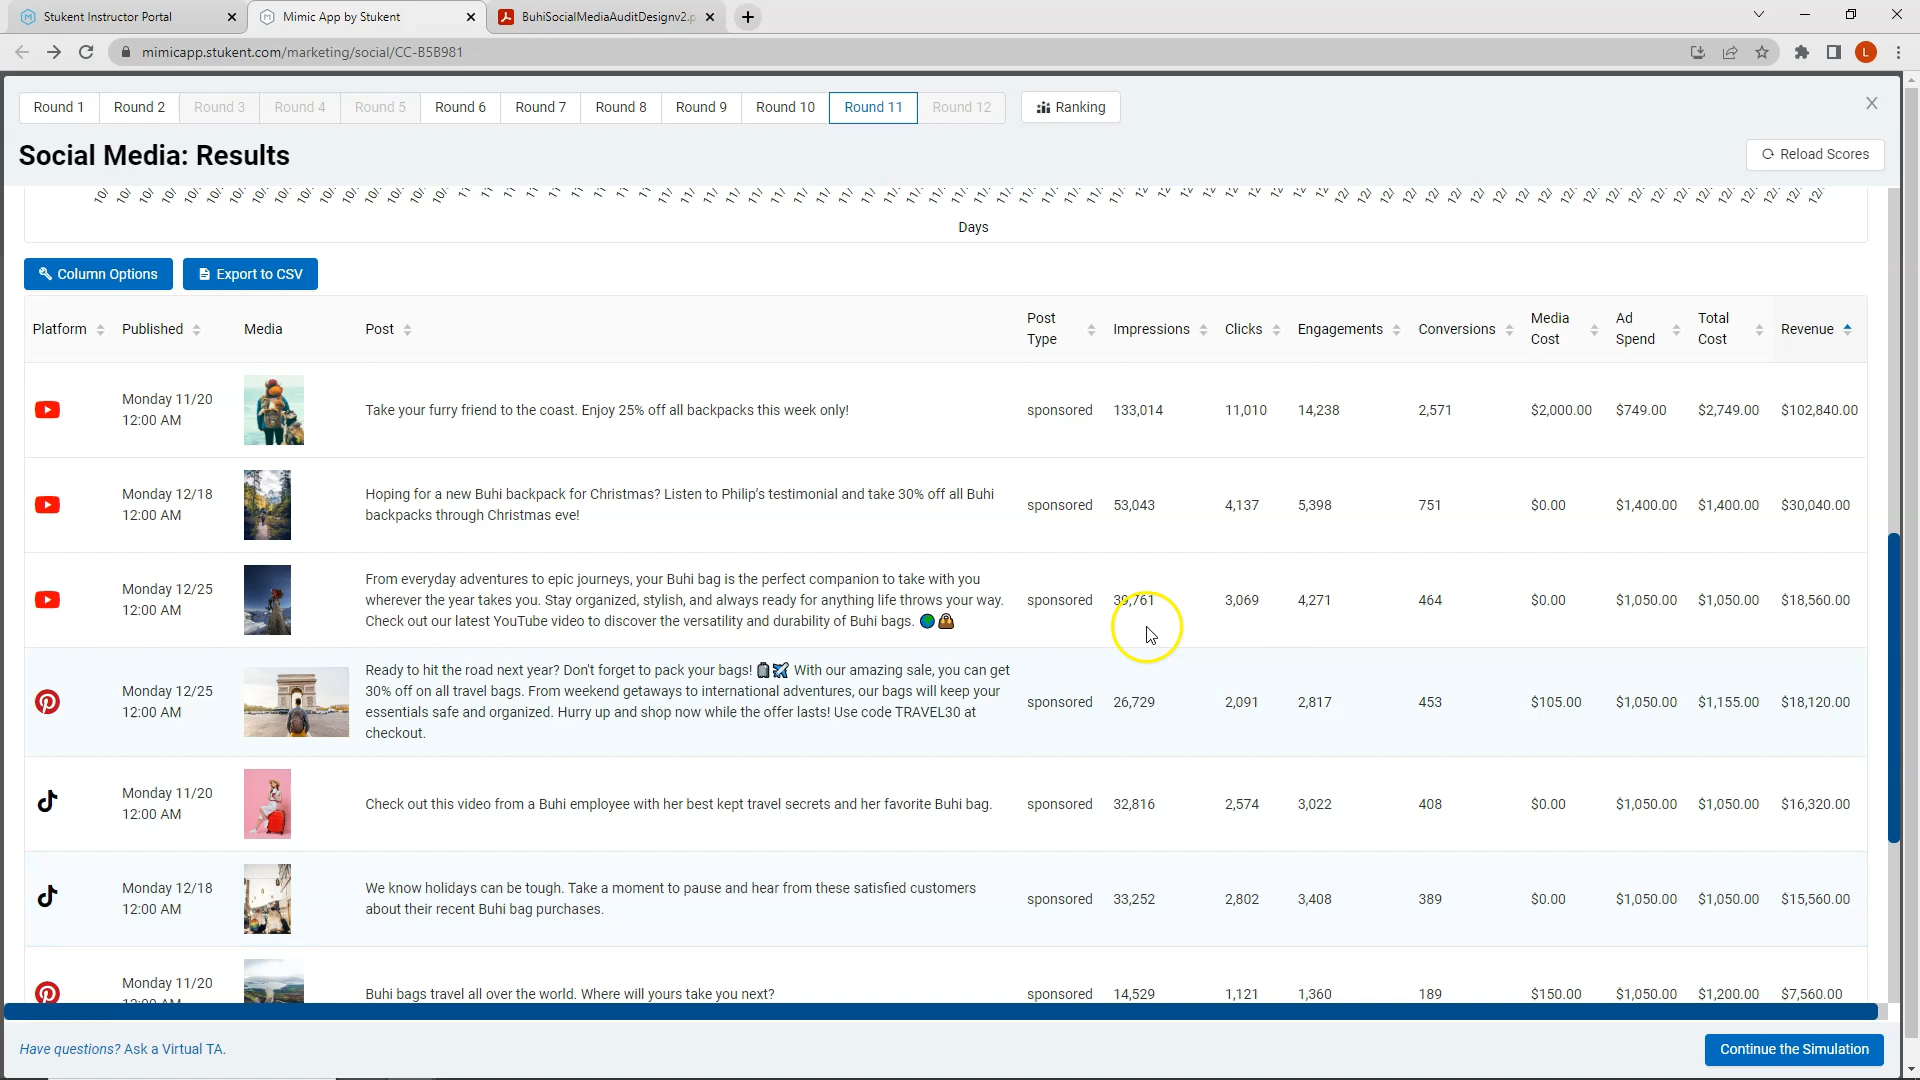 Stukent Instructor Portal
Mimic App by Stukent
BuhiSocialMediaAuditDesignv2.p
mimicapp.stukent.com/marketing/social/CC-B5B981
L
Round 1 Round 2 Round 3 Round 4 Round 5 Round 6 Round 7 Round 8 Round 9 Round 10 Round 11 Round 12 Ranking
Social Media: Results
Reload Scores
Days
Column Options Export to CSV
Platform Published Media Post Post Type Impressions Clicks Engagements Conversions Media Cost Ad Spend Total Cost Revenue
Monday 11/20
12:00 AM
Take your furry friend to the coast. Enjoy 25% off all backpacks this week only!
sponsored 133,014 11,010 14,238 2,571 $2,000.00 $749.00 $2,749.00 $102,840.00
Monday 12/18
12:00 AM
Hoping for a new Buhi backpack for Christmas? Listen to Philip's testimonial and take 30% off all Buhi
backpacks through Christmas eve!
sponsored 53,043 4,137 5,398 751 $0.00 $1,400.00 $1,400.00 $30,040.00
Monday 12/25
12:00 AM
From everyday adventures to epic journeys, your Buhi bag is the perfect companion to take with you
wherever the year takes you. Stay organized, stylish, and always ready for anything life throws your way.
Check out our latest YouTube video to discover the versatility and durability of Buhi bags. 🌍👜
sponsored 39,761 3,069 4,271 464 $0.00 $1,050.00 $1,050.00 $18,560.00
Monday 12/25
12:00 AM
Ready to hit the road next year? Don't forget to pack your bags! 🧳✈️ With our amazing sale, you can get
30% off on all travel bags. From weekend getaways to international adventures, our bags will keep your
essentials safe and organized. Hurry up and shop now while the offer lasts! Use code TRAVEL30 at
checkout.
sponsored 26,729 2,091 2,817 453 $105.00 $1,050.00 $1,155.00 $18,120.00
Monday 11/20
12:00 AM
Check out this video from a Buhi employee with her best kept travel secrets and her favorite Buhi bag.
sponsored 32,816 2,574 3,022 408 $0.00 $1,050.00 $1,050.00 $16,320.00
Monday 12/18
12:00 AM
We know holidays can be tough. Take a moment to pause and hear from these satisfied customers
about their recent Buhi bag purchases.
sponsored 33,252 2,802 3,408 389 $0.00 $1,050.00 $1,050.00 $15,560.00
Monday 11/20
12:00 AM
Buhi bags travel all over the world. Where will yours take you next?
sponsored 14,529 1,121 1,360 189 $150.00 $1,050.00 $1,200.00 $7,560.00
Have questions? Ask a Virtual TA.
Continue the Simulation